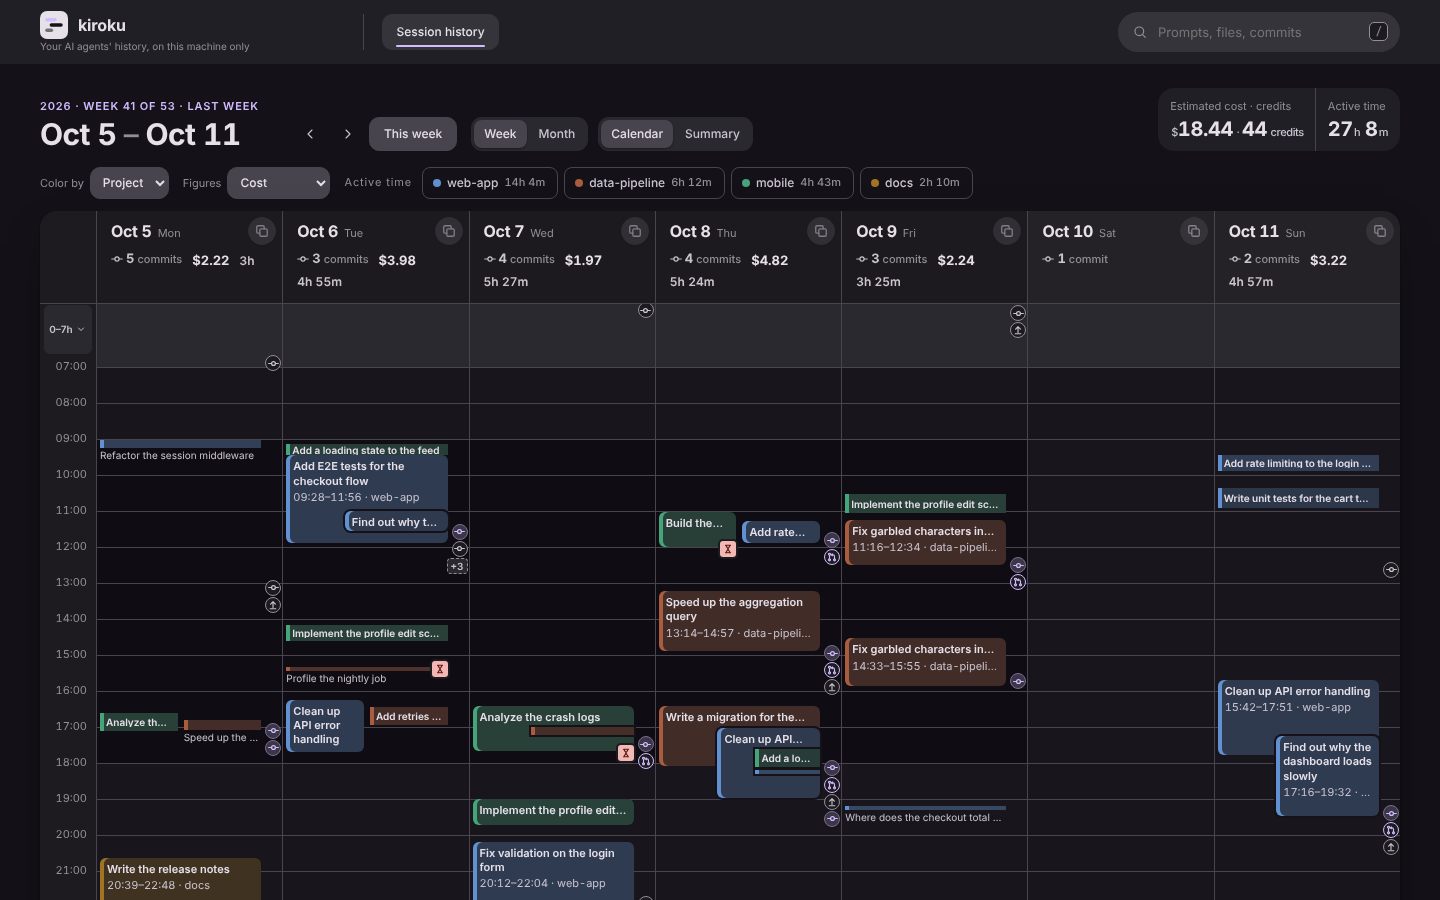 kiroku
Your AI agents' history, on this machine only
Session history
Prompts, files, commits
/
2026 · WEEK 41 OF 53 · LAST WEEK
Oct 5 – Oct 11
This week
Week
Month
Calendar
Summary
Estimated cost · credits
$18.44 · 44 credits
Active time
27h 8m
Color by
Project
Figures
Cost
Active time
web-app 14h 4m
data-pipeline 6h 12m
mobile 4h 43m
docs 2h 10m
Oct 5 Mon
5 commits $2.22 3h
Oct 6 Tue
3 commits $3.98
4h 55m
Oct 7 Wed
4 commits $1.97
5h 27m
Oct 8 Thu
4 commits $4.82
5h 24m
Oct 9 Fri
3 commits $2.24
3h 25m
Oct 10 Sat
1 commit
Oct 11 Sun
2 commits $3.22
4h 57m
0–7h
07:00
08:00
09:00
10:00
11:00
12:00
13:00
14:00
15:00
16:00
17:00
18:00
19:00
20:00
21:00
Refactor the session middleware
Analyze th...
Speed up the ...
Write the release notes
20:39–22:48 · docs
Add a loading state to the feed
Add E2E tests for the
checkout flow
09:28–11:56 · web-app
Find out why t...
+3
Implement the profile edit sc...
Profile the nightly job
Clean up
API error
handling
Add retries ...
Analyze the crash logs
Implement the profile edit...
Fix validation on the login
form
20:12–22:04 · web-app
Build the...
Add rate...
Speed up the aggregation
query
13:14–14:57 · data-pipeli...
Write a migration for the...
Clean up API...
Add a lo...
Implement the profile edit sc...
Fix garbled characters in...
11:16–12:34 · data-pipeli...
Fix garbled characters in...
14:33–15:55 · data-pipeli...
Where does the checkout total ...
Add rate limiting to the login ...
Write unit tests for the cart t...
Clean up API error handling
15:42–17:51 · web-app
Find out why the
dashboard loads
slowly
17:16–19:32 · ...